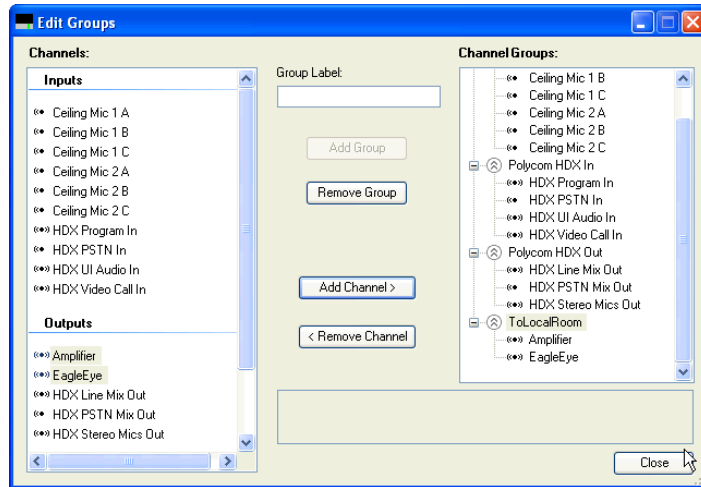 Edit Groups
Channels:
Inputs
Ceiling Mic 1 A
Ceiling Mic 1 B
Ceiling Mic 1 C
Ceiling Mic 2 A
Ceiling Mic 2 B
Ceiling Mic 2 C
HDX Program In
HDX PSTN In
HDX UI Audio In
HDX Video Call In
Outputs
Amplifier
EagleEye
HDX Line Mix Out
HDX PSTN Mix Out
HDX Stereo Mics Out
Group Label:
Add Group
Remove Group
Add Channel >
< Remove Channel
Channel Groups:
Ceiling Mic 1 B
Ceiling Mic 1 C
Ceiling Mic 2 A
Ceiling Mic 2 B
Ceiling Mic 2 C
Polycom HDX In
HDX Program In
HDX PSTN In
HDX UI Audio In
HDX Video Call In
Polycom HDX Out
HDX Line Mix Out
HDX PSTN Mix Out
HDX Stereo Mics Out
ToLocalRoom
Amplifier
EagleEye
Close